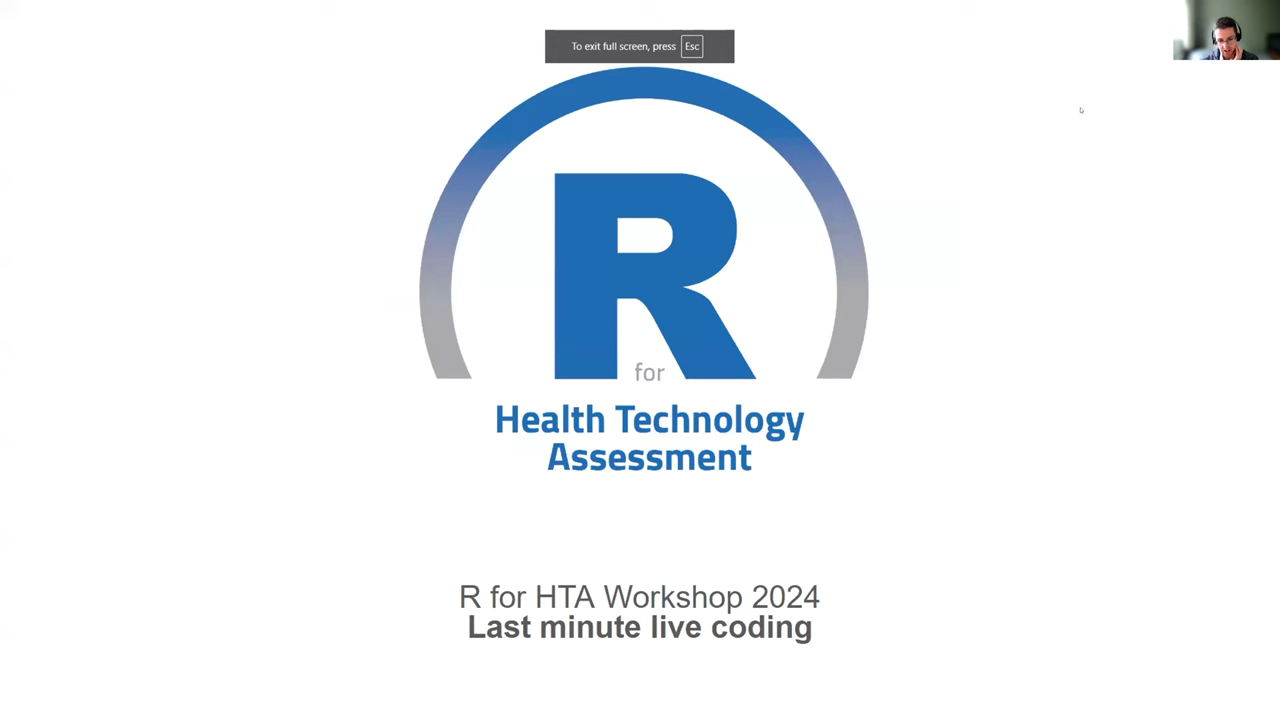 To exit full screen, press Esc
R
for
Health Technology
Assessment
R for HTA Workshop 2024
Last minute live coding